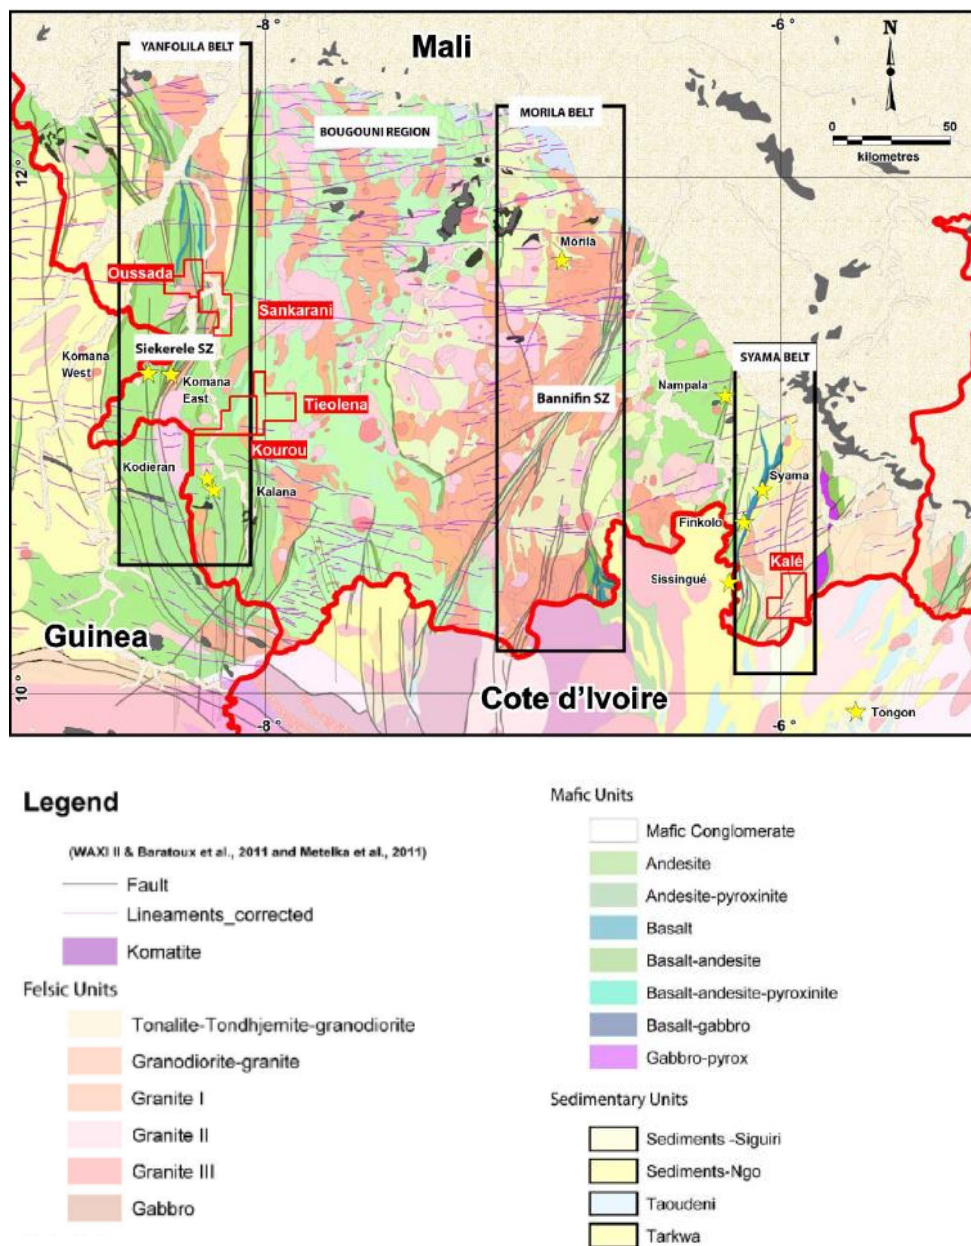 YANFOLILA BELT
Mali
N
MORILA BELT
BOUGOUNI REGION
0
50
kilometres
-8 °
-6 °
12 °
Morila
Oussada
Sankarani
Siekerele SZ
Komana
West
Komana
East
SYAMA BELT
Nampala
Tieolena
Bannifin SZ
Kourou
Kodieran
Kalana
Syama
Finkolo
Sissingué
Kalé
Guinea
10 °
Cote d'Ivoire
-8 °
-6 °
Tongon
Legend
(WAXI II & Baratoux et al., 2011 and Metelka et al., 2011)
Fault
Lineaments_corrected
Komatite
Felsic Units
Tonalite-Tondhjemite-granodiorite
Granodiorite-granite
Granite I
Granite II
Granite III
Gabbro
Mafic Units
Mafic Conglomerate
Andesite
Andesite-pyroxinite
Basalt
Basalt-andesite
Basalt-andesite-pyroxinite
Basalt-gabbro
Gabbro-pyrox
Sedimentary Units
Sediments -Siguiri
Sediments-Ngo
Taoudeni
Tarkwa